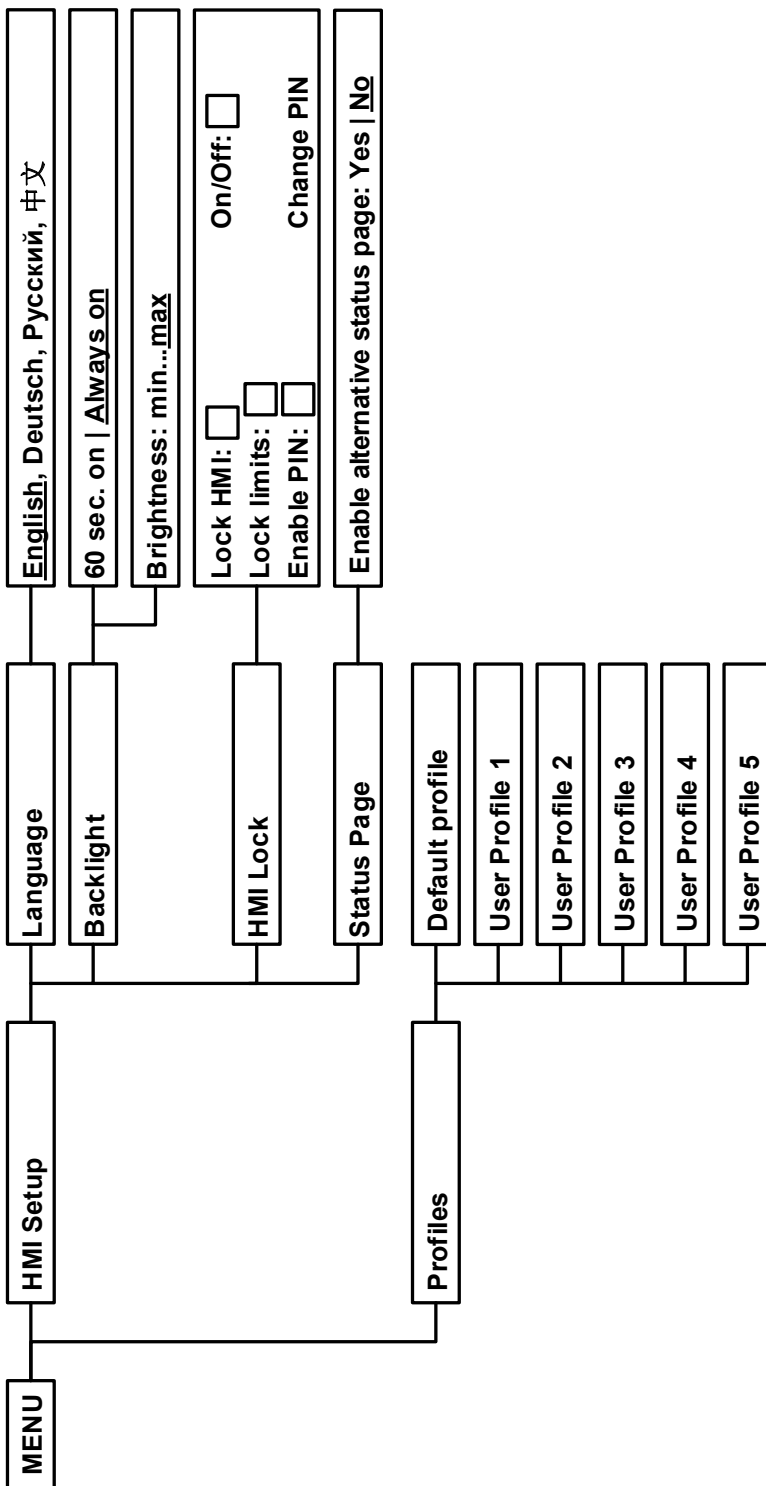 MENU
HMI Setup
Language
English, Deutsch, Русский, 中文
Backlight
60 sec. on | Always on
Brightness: min...max
HMI Lock
Lock HMI: On/Off:
Lock limits:
Enable PIN: Change PIN
Status Page
Enable alternative status page: Yes | No
Profiles
Default profile
User Profile 1
User Profile 2
User Profile 3
User Profile 4
User Profile 5